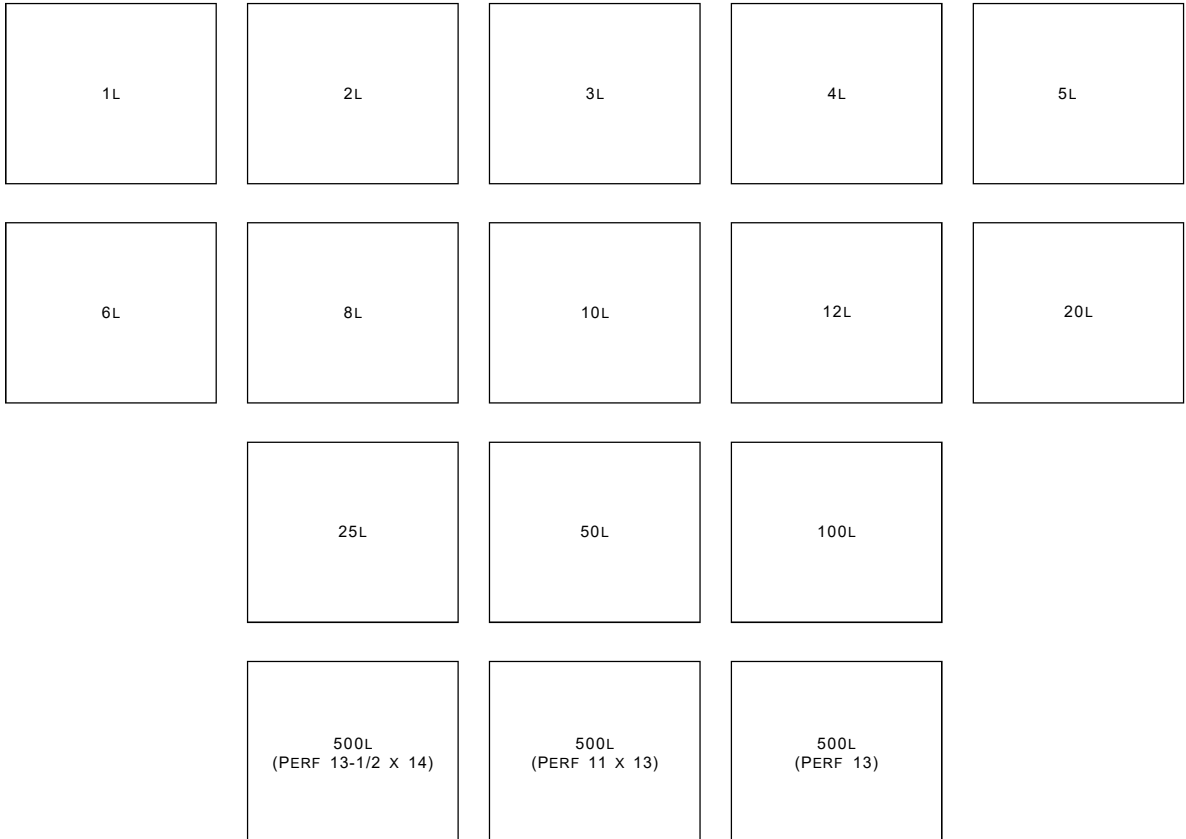 1L
2L
3L
4L
5L
6L
8L
10L
12L
20L
25L
50L
100L
500L
(PERF 13-1/2 X 14)
500L
(PERF 11 X 13)
500L
(PERF 13)